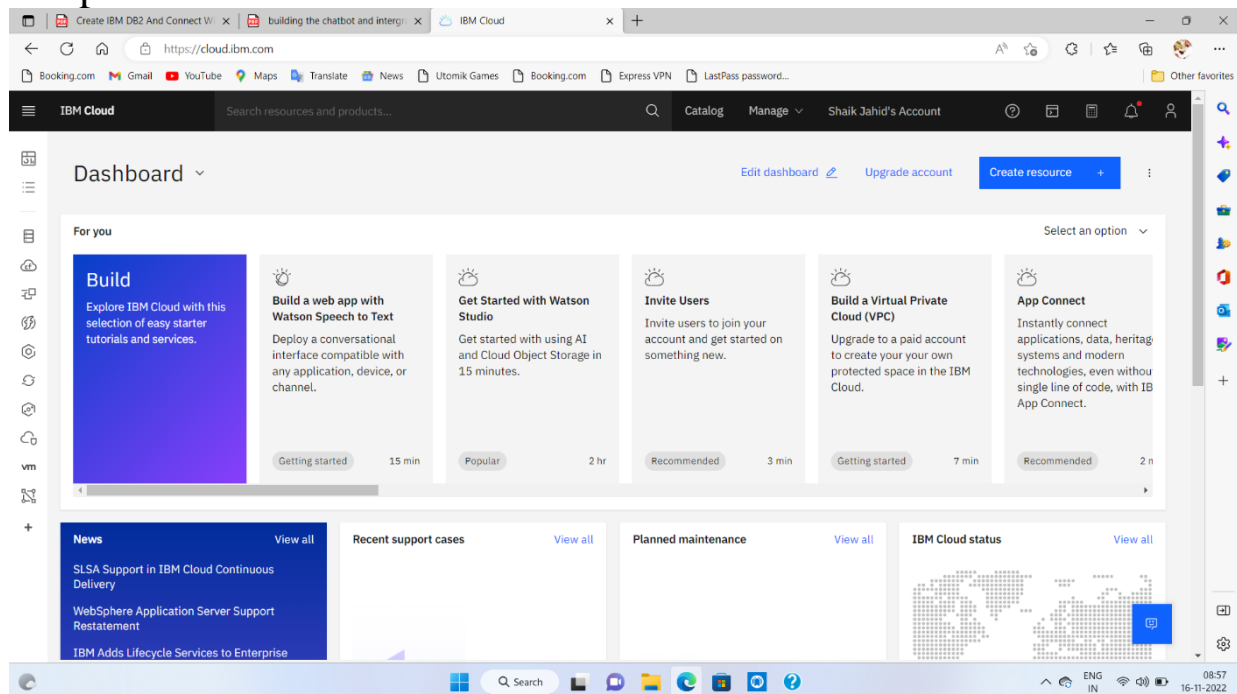 Create IBM DB2 And Connect Wi
building the chatbot and intergr
IBM Cloud
https://cloud.ibm.com
Booking.com
Gmail
YouTube
Maps
Translate
News
Utomik Games
Booking.com
Express VPN
LastPass password...
Other favorites
IBM Cloud
Search resources and products...
Catalog
Manage
Shaik Jahid's Account
Dashboard
Edit dashboard
Upgrade account
Create resource +
For you
Select an option
Build
Explore IBM Cloud with this
selection of easy starter
tutorials and services.
Build a web app with
Watson Speech to Text
Deploy a conversational
interface compatible with
any application, device, or
channel.
Getting started
15 min
Get Started with Watson
Studio
Get started with using AI
and Cloud Object Storage in
15 minutes.
Popular
2 hr
Invite Users
Invite users to join your
account and get started on
something new.
Recommended
3 min
Build a Virtual Private
Cloud (VPC)
Upgrade to a paid account
to create your your own
protected space in the IBM
Cloud.
Getting started
7 min
App Connect
Instantly connect
applications, data, heritag
systems and modern
technologies, even withou
single line of code, with IB
App Connect.
Recommended
2 n
vm
News
View all
SLSA Support in IBM Cloud Continuous
Delivery
WebSphere Application Server Support
Restatement
IBM Adds Lifecycle Services to Enterprise
Recent support cases
View all
Planned maintenance
View all
IBM Cloud status
View all
Search
ENG
IN
08:57
16-11-2022